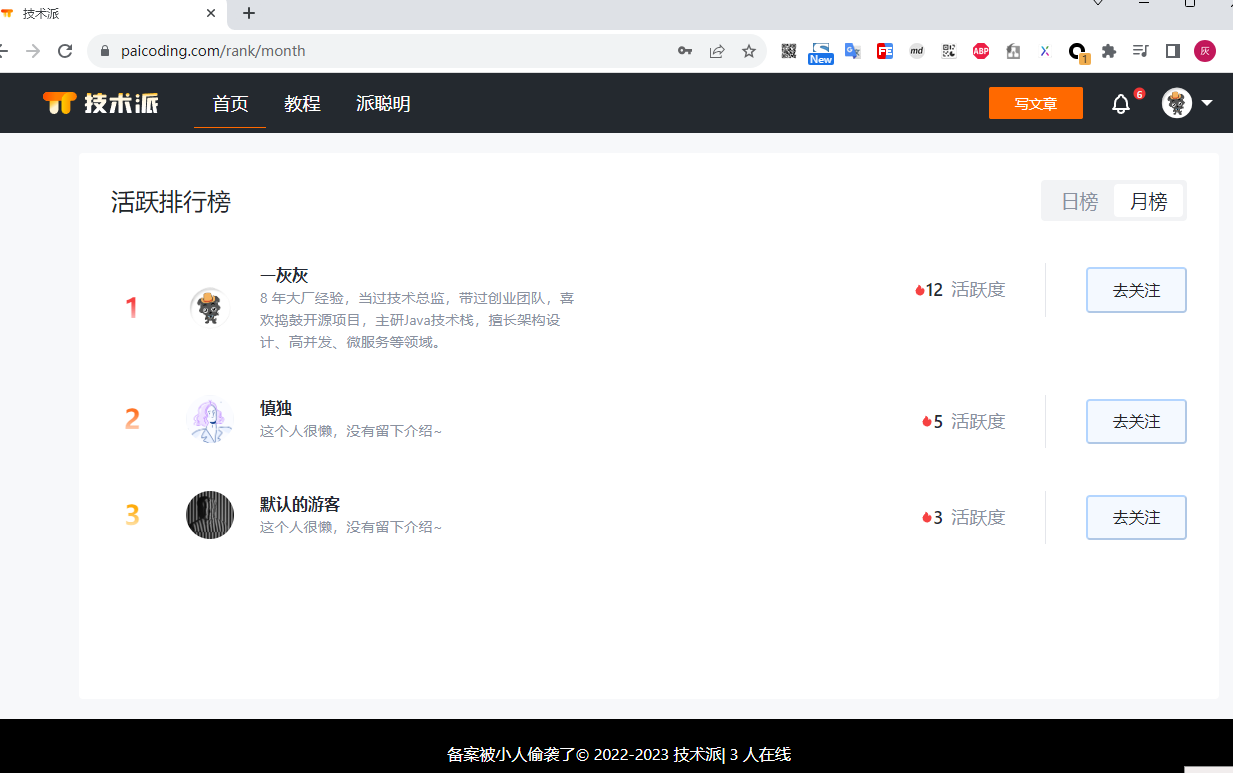 技术派
paicoding.com/rank/month
New
FE
md
ABP
X
1
灰
技术派
首页
教程
派聪明
写文章
6
活跃排行榜
日榜
月榜
1
一灰灰
8 年大厂经验，当过技术总监，带过创业团队，喜
欢捣鼓开源项目，主研Java技术栈，擅长架构设
计、高并发、微服务等领域。
12 活跃度
去关注
2
慎独
这个人很懒，没有留下介绍~
5 活跃度
去关注
3
默认的游客
这个人很懒，没有留下介绍~
3 活跃度
去关注
备案被小人偷袭了© 2022-2023 技术派| 3 人在线